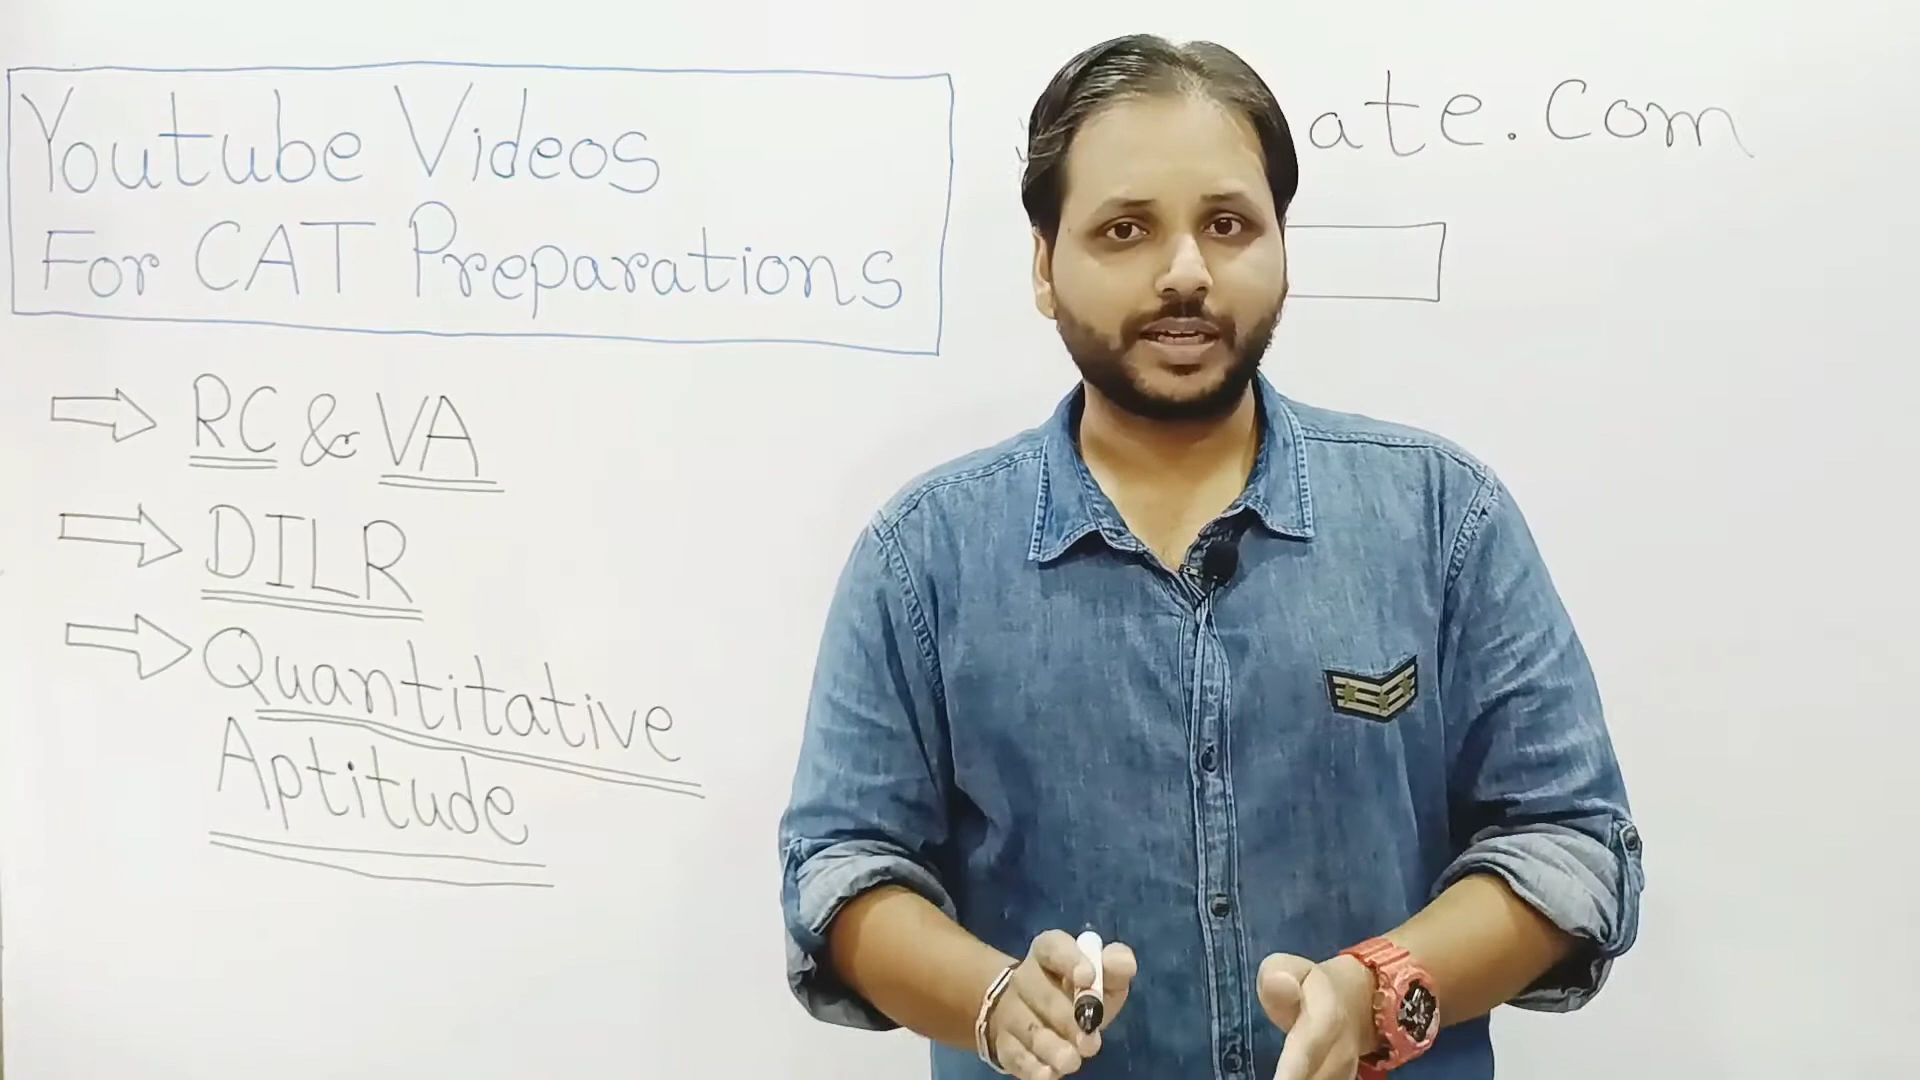 Youtube Videos
For CAT Preparations
RC & VA
DILR
Quantitative
Aptitude
ate.com